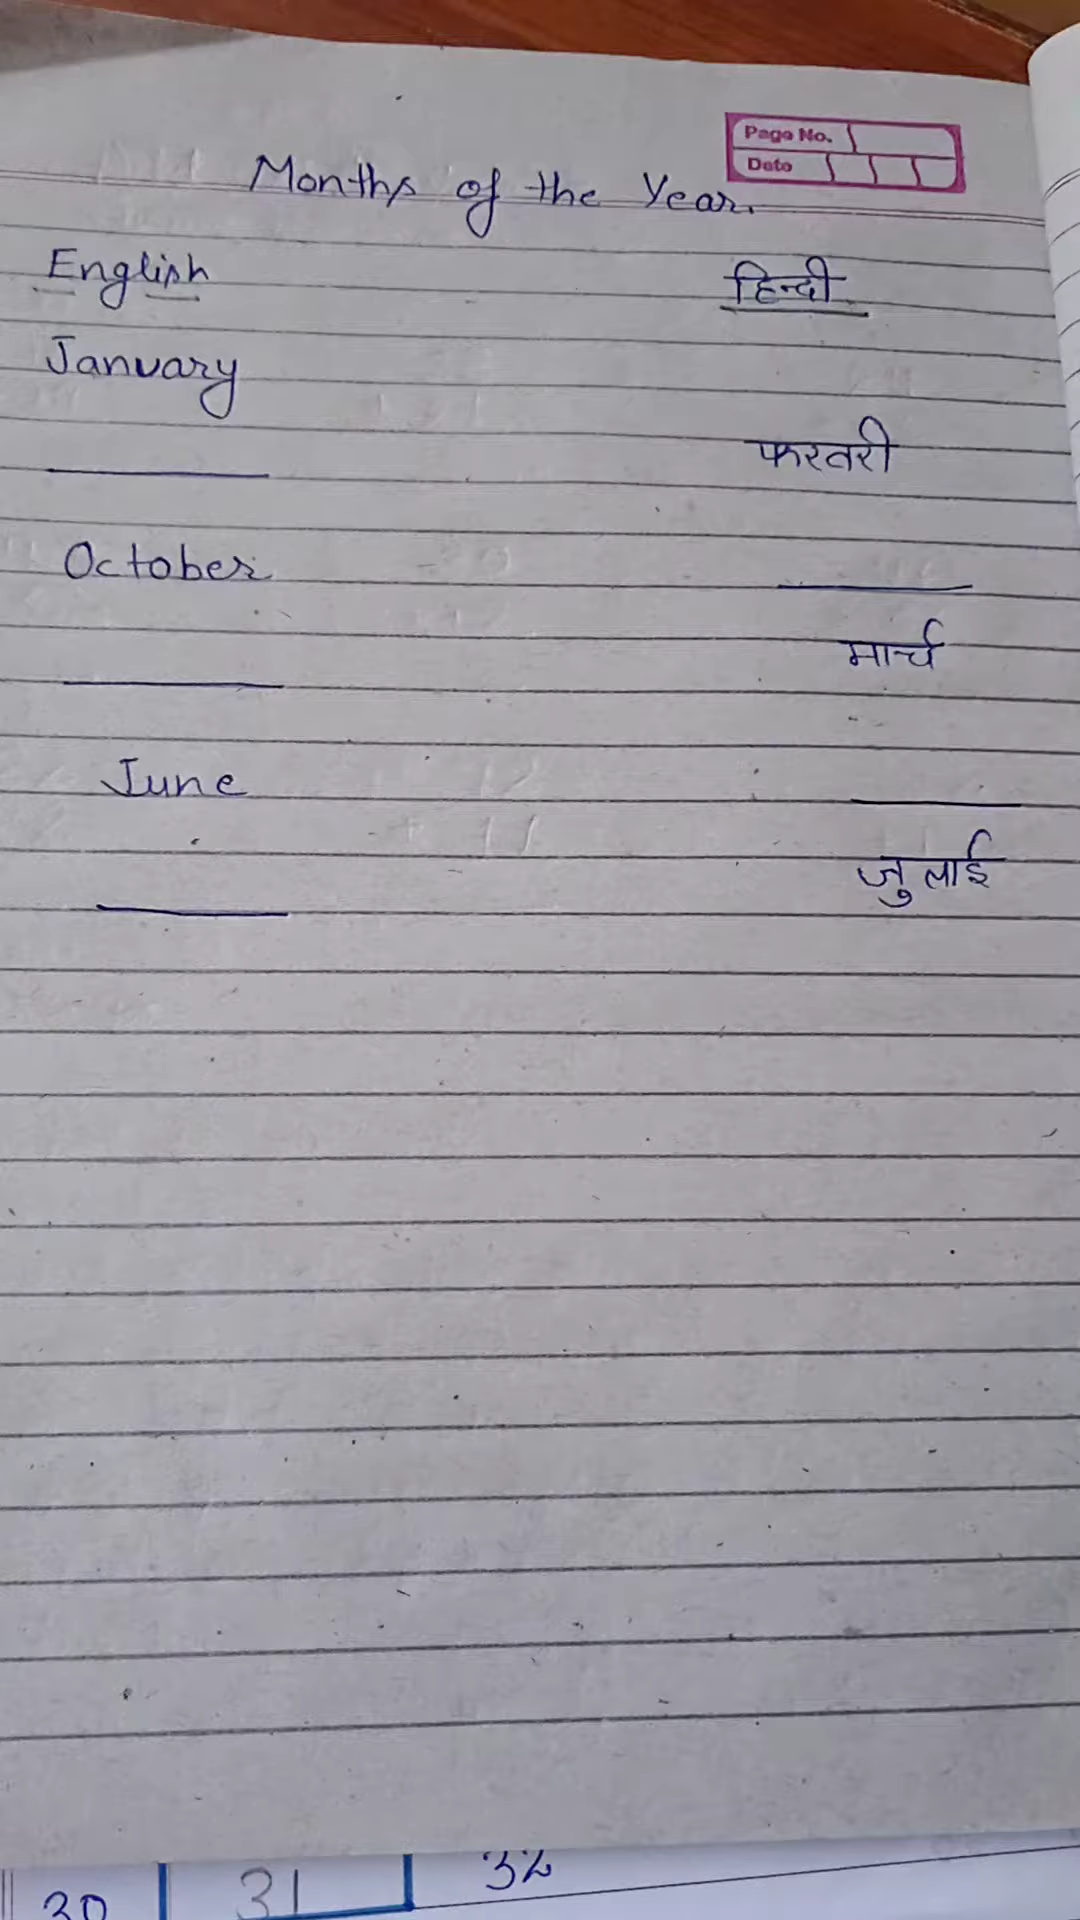 Page No.
Date
Months of the Year.
English हिन्दी
January
फरवरी
October
मार्च
June
जुलाई
30 31 32